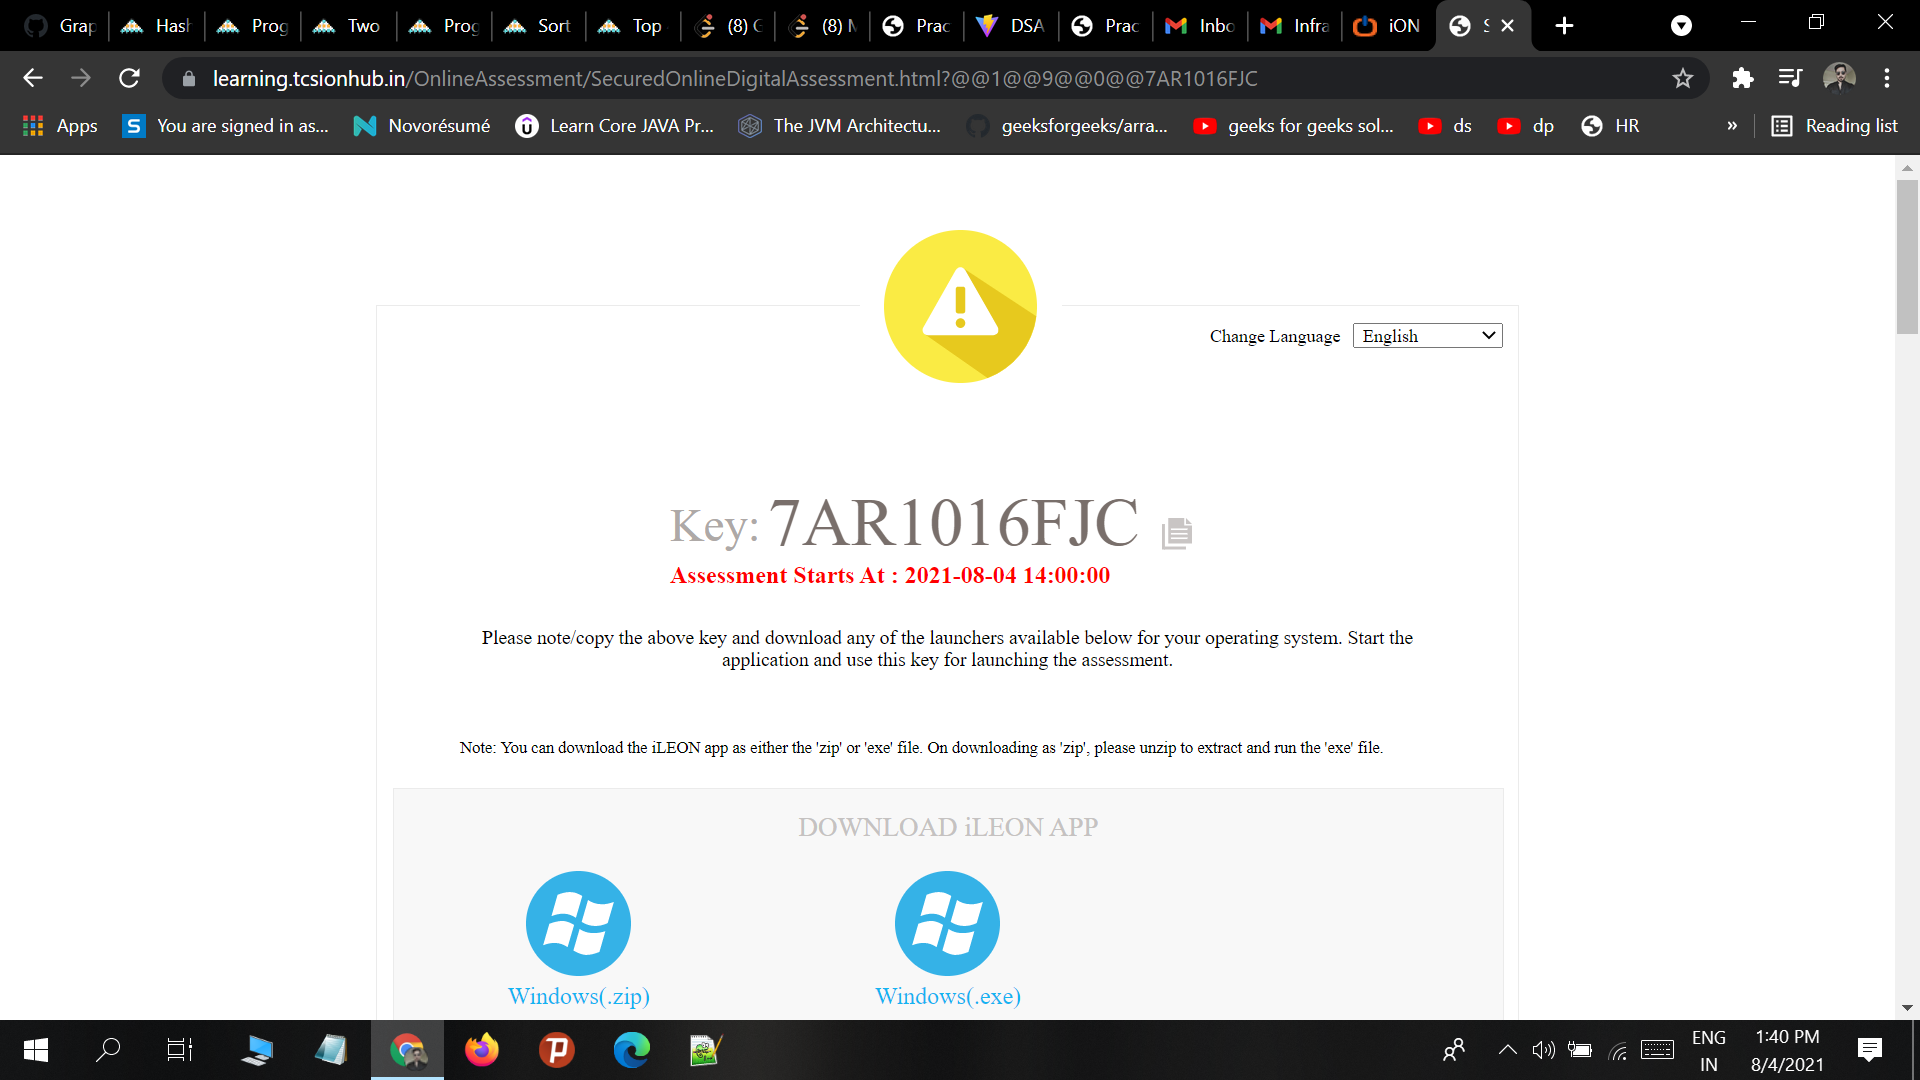 Grap
Hash
Prog
Two
Prog
Sort
Top
(8) G
(8) M
Prac
DSA
Prac
Inbo
Infra
iON
S
learning.tcsionhub.in/OnlineAssessment/SecuredOnlineDigitalAssessment.html?@@1@@9@@0@@7AR1016FJC
Apps
You are signed in as...
Novorésumé
Learn Core JAVA Pr...
The JVM Architectu...
geeksforgeeks/arra...
geeks for geeks sol...
ds
dp
HR
»
Reading list
Change Language
English
Key: 7AR1016FJC
Assessment Starts At : 2021-08-04 14:00:00
Please note/copy the above key and download any of the launchers available below for your operating system. Start the
application and use this key for launching the assessment.
Note: You can download the iLEON app as either the 'zip' or 'exe' file. On downloading as 'zip', please unzip to extract and run the 'exe' file.
DOWNLOAD iLEON APP
Windows(.zip)
Windows(.exe)
ENG
IN
1:40 PM
8/4/2021